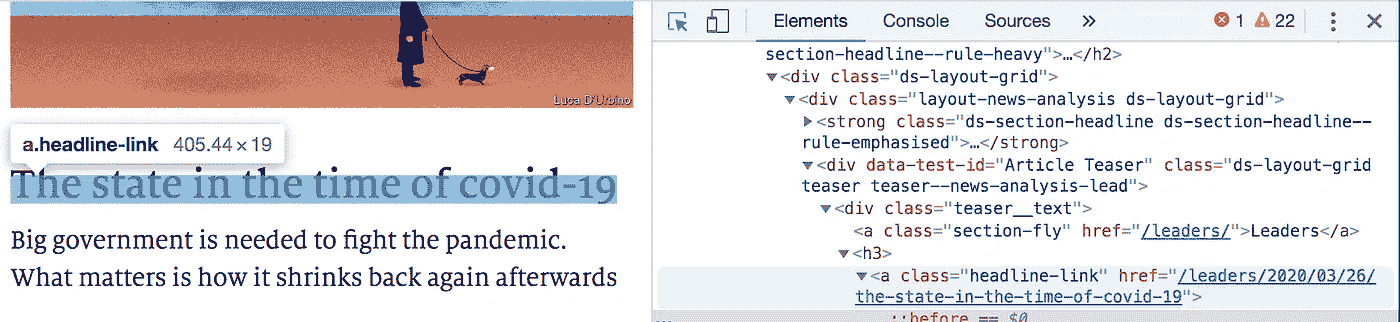 Luca D'Urbino
a.headline-link 405.44 × 19
The state in the time of covid-19
Big government is needed to fight the pandemic.
What matters is how it shrinks back again afterwards
Elements Console Sources » 1 22
section-headline--rule-heavy">…</h2>
▼<div class="ds-layout-grid">
▼<div class="layout-news-analysis ds-layout-grid">
▶<strong class="ds-section-headline ds-section-headline--
rule-emphasised">…</strong>
▼<div data-test-id="Article Teaser" class="ds-layout-grid
teaser teaser--news-analysis-lead">
▼<div class="teaser__text">
<a class="section-fly" href="/leaders/">Leaders</a>
▼<h3>
▼<a class="headline-link" href="/leaders/2020/03/26/
the-state-in-the-time-of-covid-19">
::before == $0